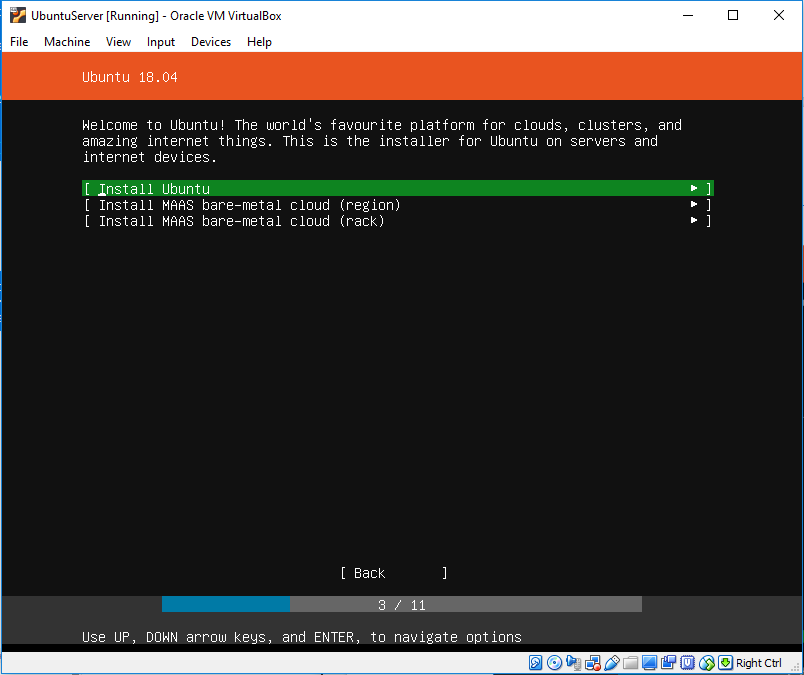 UbuntuServer [Running] - Oracle VM VirtualBox
File Machine View Input Devices Help
Ubuntu 18.04
Welcome to Ubuntu! The world's favourite platform for clouds, clusters, and
amazing internet things. This is the installer for Ubuntu on servers and
internet devices.
[ Install Ubuntu ► ]
[ Install MAAS bare-metal cloud (region) ► ]
[ Install MAAS bare-metal cloud (rack) ► ]
[ Back ]
3 / 11
Use UP, DOWN arrow keys, and ENTER, to navigate options
Right Ctrl